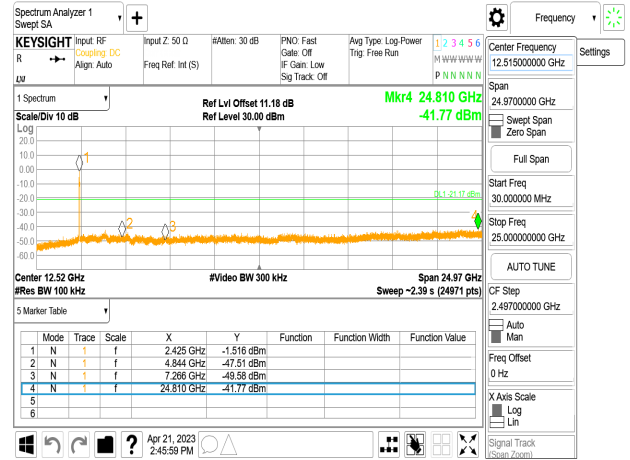 Spectrum Analyzer 1
Swept SA
Frequency
KEYSIGHT
R
Input: RF
Coupling: DC
Align: Auto
Input Z: 50 Ω
Freq Ref: Int (S)
#Atten: 30 dB
PNO: Fast
Gate: Off
IF Gain: Low
Sig Track: Off
Avg Type: Log-Power
Trig: Free Run
1 2 3 4 5 6
M W W W W W
P N N N N N
1 Spectrum
Scale/Div 10 dB
Ref Lvl Offset 11.18 dB
Ref Level 30.00 dBm
Mkr4 24.810 GHz
-41.77 dBm
Log
20.0
10.0
0.00
-10.0
-20.0
-30.0
-40.0
-50.0
-60.0
1
2
3
4
DL1 -21.17 dBm
Center 12.52 GHz
#Res BW 100 kHz
#Video BW 300 kHz
Span 24.97 GHz
Sweep ~2.39 s (24971 pts)
5 Marker Table
Mode Trace Scale X Y Function Function Width Function Value
1 N 1 f 2.425 GHz -1.516 dBm
2 N 1 f 4.844 GHz -47.51 dBm
3 N 1 f 7.266 GHz -49.58 dBm
4 N 1 f 24.810 GHz -41.77 dBm
5
6
Apr 21, 2023
2:45:59 PM
Center Frequency
12.515000000 GHz
Settings
Span
24.9700000 GHz
Swept Span
Zero Span
Full Span
Start Freq
30.000000 MHz
Stop Freq
25.000000000 GHz
AUTO TUNE
CF Step
2.497000000 GHz
Auto
Man
Freq Offset
0 Hz
X Axis Scale
Log
Lin
Signal Track
(Span Zoom)